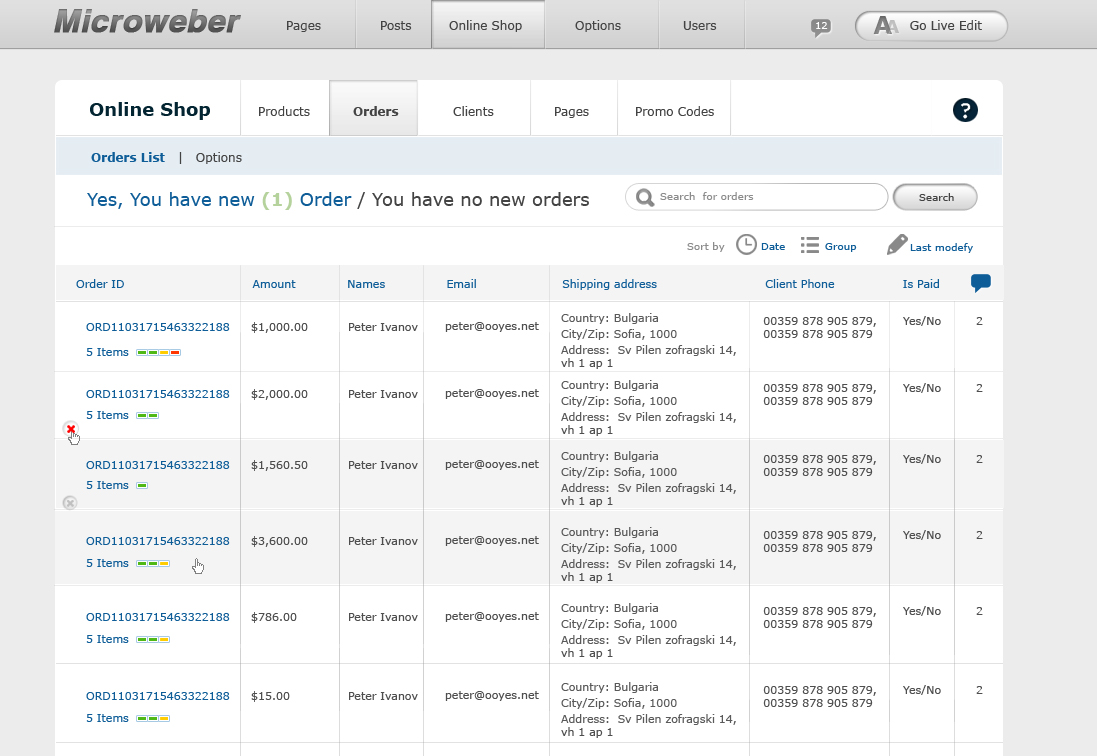 Microweber Pages Posts Online Shop Options Users 12 AA Go Live Edit
Online Shop Products Orders Clients Pages Promo Codes ?
Orders List | Options
Yes, You have new (1) Order / You have no new orders Search for orders Search
Sort by Date Group Last modefy
Order ID Amount Names Email Shipping address Client Phone Is Paid
ORD11031715463322188 $1,000.00 Peter Ivanov peter@ooyes.net Country: Bulgaria 00359 878 905 879, Yes/No 2
City/Zip: Sofia, 1000 00359 878 905 879
5 Items Address: Sv Pilen zofragski 14,
vh 1 ap 1
ORD11031715463322188 $2,000.00 Peter Ivanov peter@ooyes.net Country: Bulgaria 00359 878 905 879, Yes/No 2
City/Zip: Sofia, 1000 00359 878 905 879
5 Items Address: Sv Pilen zofragski 14,
vh 1 ap 1
ORD11031715463322188 $1,560.50 Peter Ivanov peter@ooyes.net Country: Bulgaria 00359 878 905 879, Yes/No 2
City/Zip: Sofia, 1000 00359 878 905 879
5 Items Address: Sv Pilen zofragski 14,
vh 1 ap 1
ORD11031715463322188 $3,600.00 Peter Ivanov peter@ooyes.net Country: Bulgaria 00359 878 905 879, Yes/No 2
City/Zip: Sofia, 1000 00359 878 905 879
5 Items Address: Sv Pilen zofragski 14,
vh 1 ap 1
ORD11031715463322188 $786.00 Peter Ivanov peter@ooyes.net Country: Bulgaria 00359 878 905 879, Yes/No 2
City/Zip: Sofia, 1000 00359 878 905 879
5 Items Address: Sv Pilen zofragski 14,
vh 1 ap 1
ORD11031715463322188 $15.00 Peter Ivanov peter@ooyes.net Country: Bulgaria 00359 878 905 879, Yes/No 2
City/Zip: Sofia, 1000 00359 878 905 879
5 Items Address: Sv Pilen zofragski 14,
vh 1 ap 1